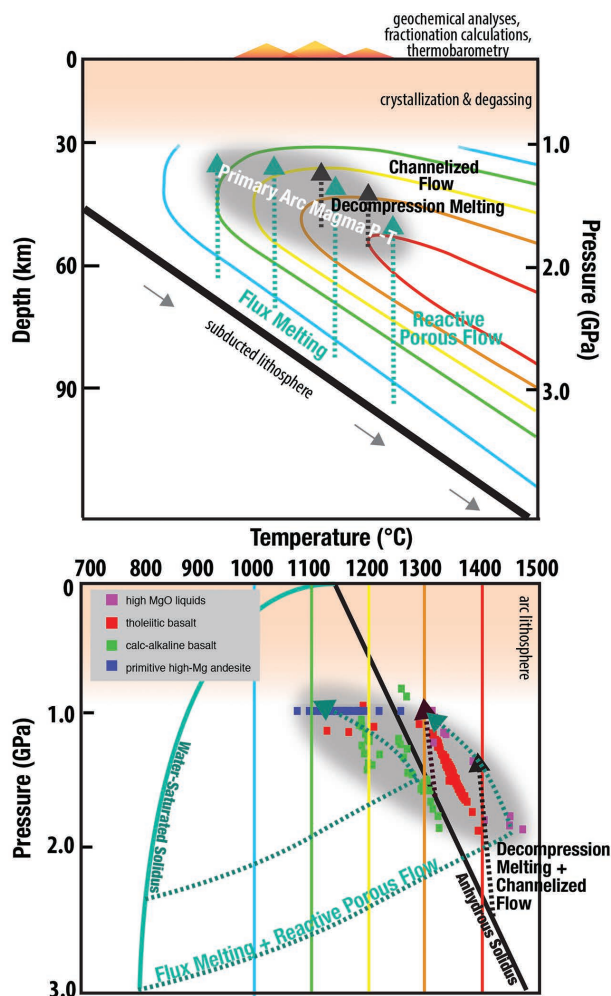 geochemical analyses,
fractionation calculations,
thermobarometry
0
crystallization & degassing
30
1.0
Channelized
Flow
Decompression Melting
Primary Arc Magma P-T
Depth (km)
Pressure (GPa)
60
2.0
Flux Melting
Reactive
Porous Flow
subducted lithosphere
90
3.0
Temperature (°C)
700 800 900 1000 1100 1200 1300 1400 1500
0
high MgO liquids
tholeiitic basalt
calc-alkaline basalt
primitive high-Mg andesite
arc lithosphere
1.0
Pressure (GPa)
Water-Saturated Solidus
2.0
Decompression
Melting +
Channelized
Flow
Anhydrous Solidus
Flux Melting + Reactive Porous Flow
3.0